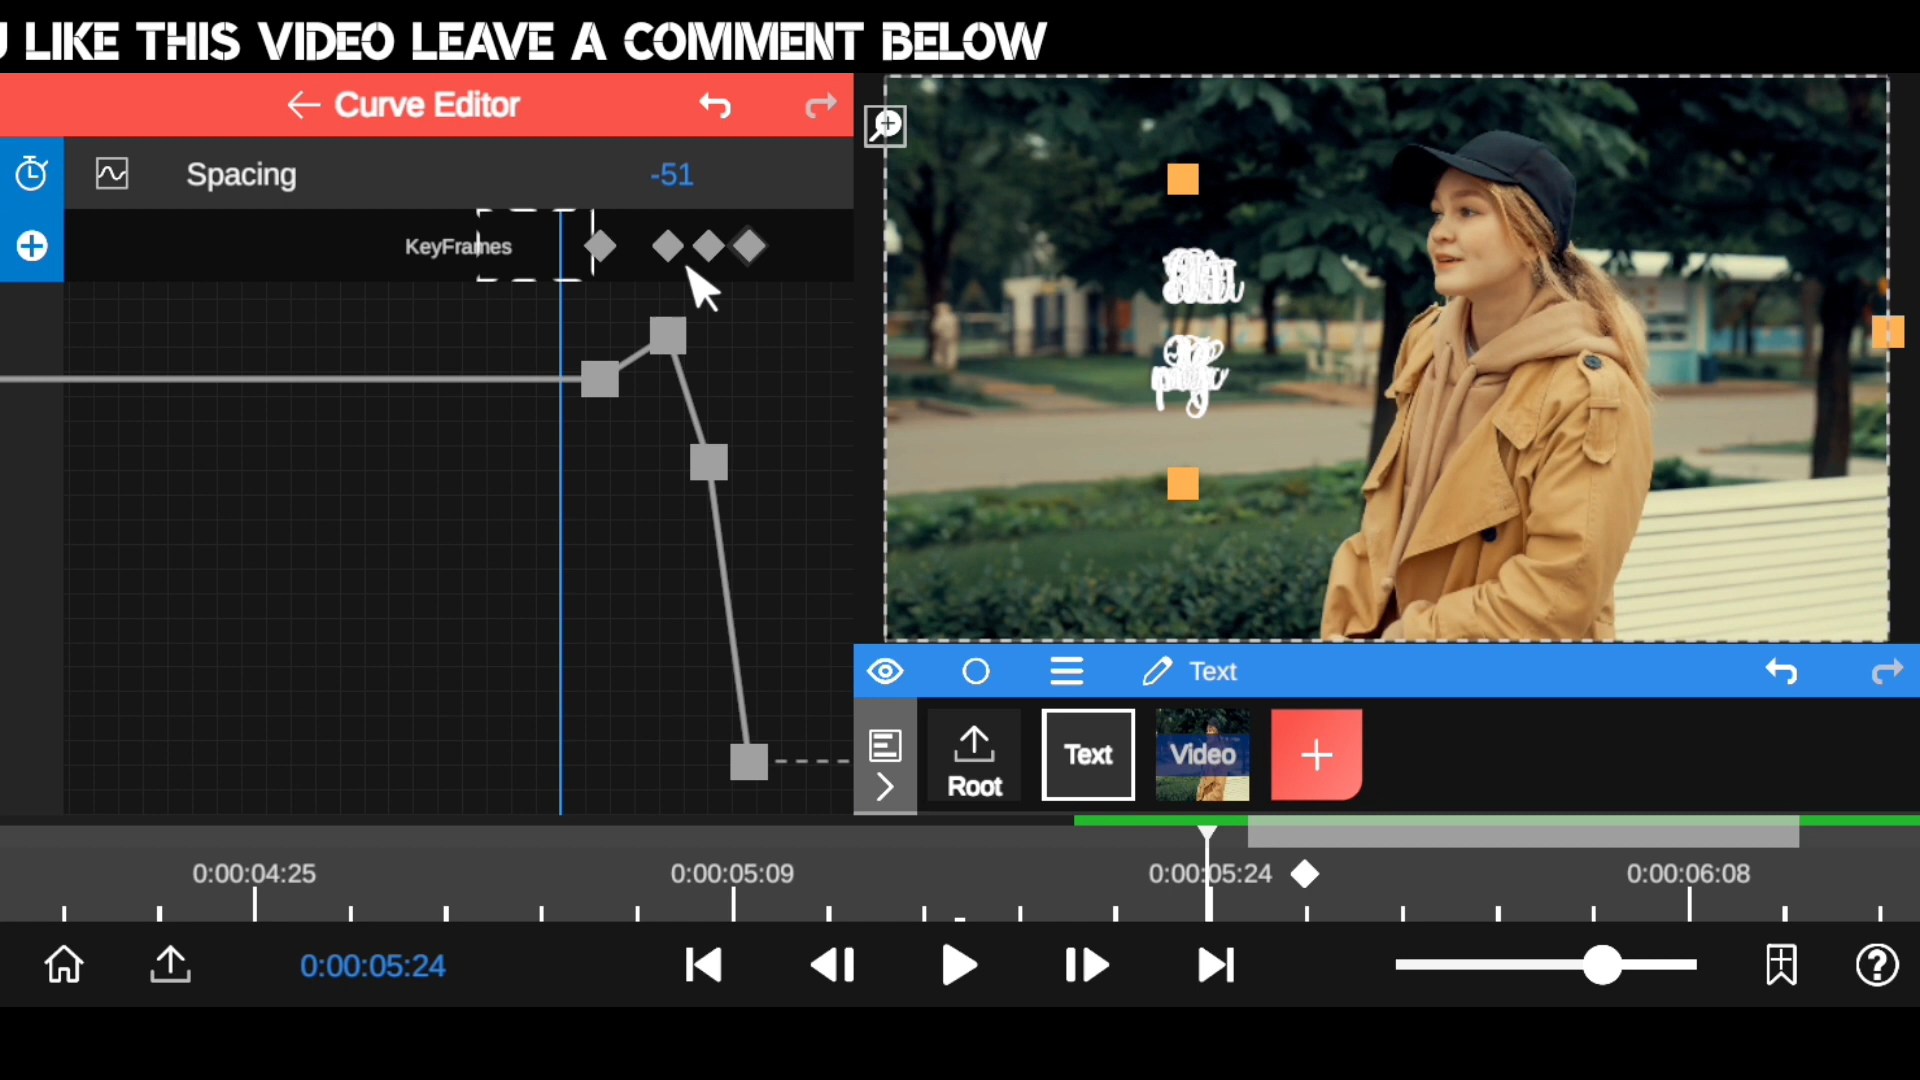 U LIKE THIS VIDEO LEAVE A COMMENT BELOW
Curve Editor
Spacing
-51
KeyFrames
Text
Root
Text
Video
0:00:04:25
0:00:05:09
0:00:05:24
0:00:06:08
0:00:05:24